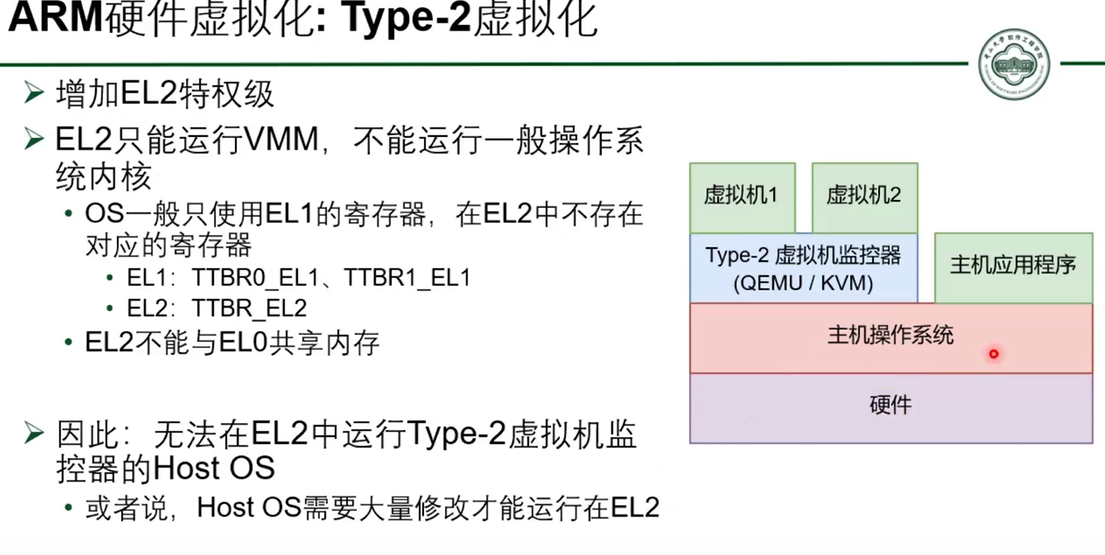 ARM硬件虚拟化: Type-2虚拟化
增加EL2特权级
EL2只能运行VMM，不能运行一般操作系
统内核
OS一般只使用EL1的寄存器，在EL2中不存在
对应的寄存器
EL1：TTBR0_EL1、TTBR1_EL1
EL2：TTBR_EL2
EL2不能与EL0共享内存
因此：无法在EL2中运行Type-2虚拟机监
控器的Host OS
或者说，Host OS需要大量修改才能运行在EL2
虚拟机1
虚拟机2
Type-2 虚拟机监控器
(QEMU / KVM)
主机应用程序
主机操作系统
硬件